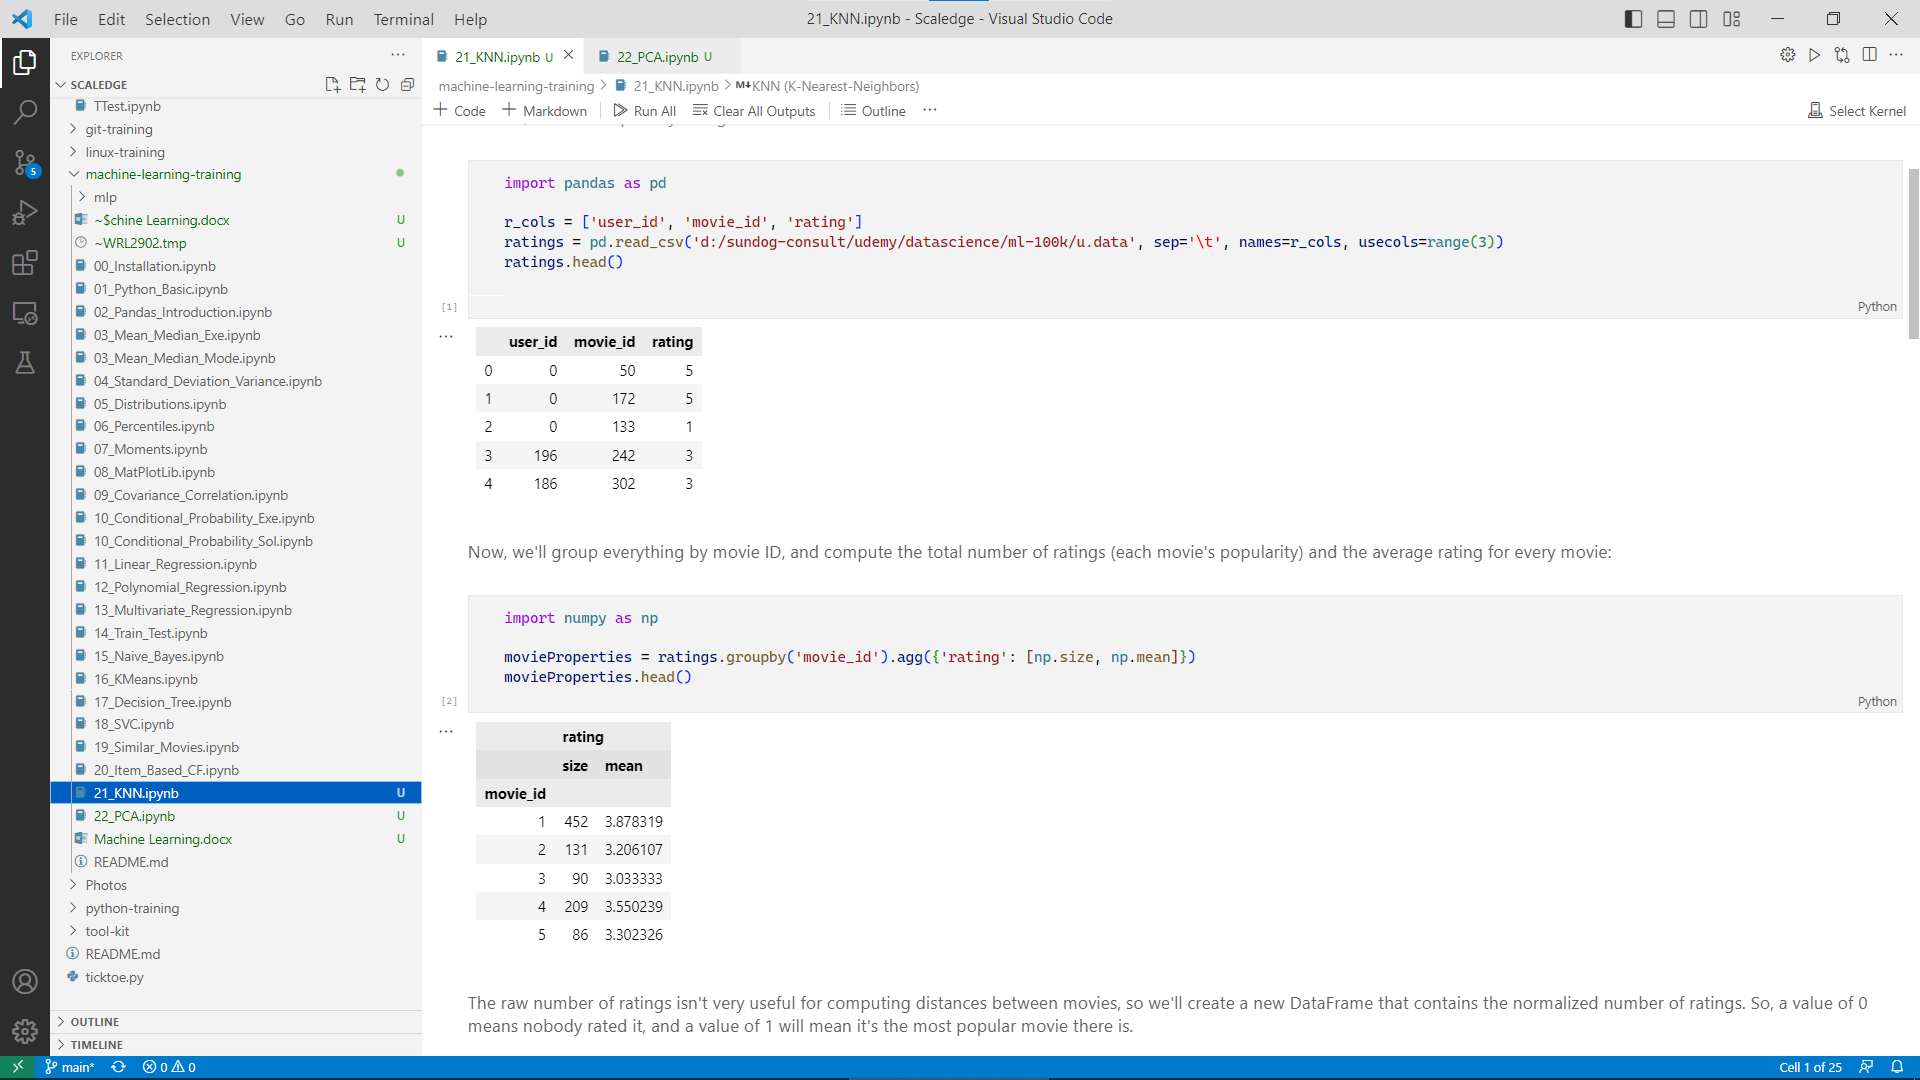 File Edit Selection View Go Run Terminal Help
21_KNN.ipynb - Scaledge - Visual Studio Code
EXPLORER
SCALEDGE
TTest.ipynb
git-training
linux-training
machine-learning-training
mlp
~$chine Learning.docx U
~WRL2902.tmp U
00_Installation.ipynb
01_Python_Basic.ipynb
02_Pandas_Introduction.ipynb
03_Mean_Median_Exe.ipynb
03_Mean_Median_Mode.ipynb
04_Standard_Deviation_Variance.ipynb
05_Distributions.ipynb
06_Percentiles.ipynb
07_Moments.ipynb
08_MatPlotLib.ipynb
09_Covariance_Correlation.ipynb
10_Conditional_Probability_Exe.ipynb
10_Conditional_Probability_Sol.ipynb
11_Linear_Regression.ipynb
12_Polynomial_Regression.ipynb
13_Multivariate_Regression.ipynb
14_Train_Test.ipynb
15_Naive_Bayes.ipynb
16_KMeans.ipynb
17_Decision_Tree.ipynb
18_SVC.ipynb
19_Similar_Movies.ipynb
20_Item_Based_CF.ipynb
21_KNN.ipynb U
22_PCA.ipynb U
Machine Learning.docx U
README.md
Photos
python-training
tool-kit
README.md
ticktoe.py
OUTLINE
TIMELINE
5
21_KNN.ipynb U
22_PCA.ipynb U
machine-learning-training > 21_KNN.ipynb > M↓KNN (K-Nearest-Neighbors)
+ Code + Markdown Run All Clear All Outputs Outline ...
Select Kernel
import pandas as pd
r_cols = ['user_id', 'movie_id', 'rating']
ratings = pd.read_csv('d:/sundog-consult/udemy/datascience/ml-100k/u.data', sep='\t', names=r_cols, usecols=range(3))
ratings.head()
[1]
Python
user_id movie_id rating
0 0 50 5
1 0 172 5
2 0 133 1
3 196 242 3
4 186 302 3
Now, we'll group everything by movie ID, and compute the total number of ratings (each movie's popularity) and the average rating for every movie:
import numpy as np
movieProperties = ratings.groupby('movie_id').agg({'rating': [np.size, np.mean]})
movieProperties.head()
[2]
Python
rating
size mean
movie_id
1 452 3.878319
2 131 3.206107
3 90 3.033333
4 209 3.550239
5 86 3.302326
The raw number of ratings isn't very useful for computing distances between movies, so we'll create a new DataFrame that contains the normalized number of ratings. So, a value of 0
means nobody rated it, and a value of 1 will mean it's the most popular movie there is.
main* 0 0
Cell 1 of 25